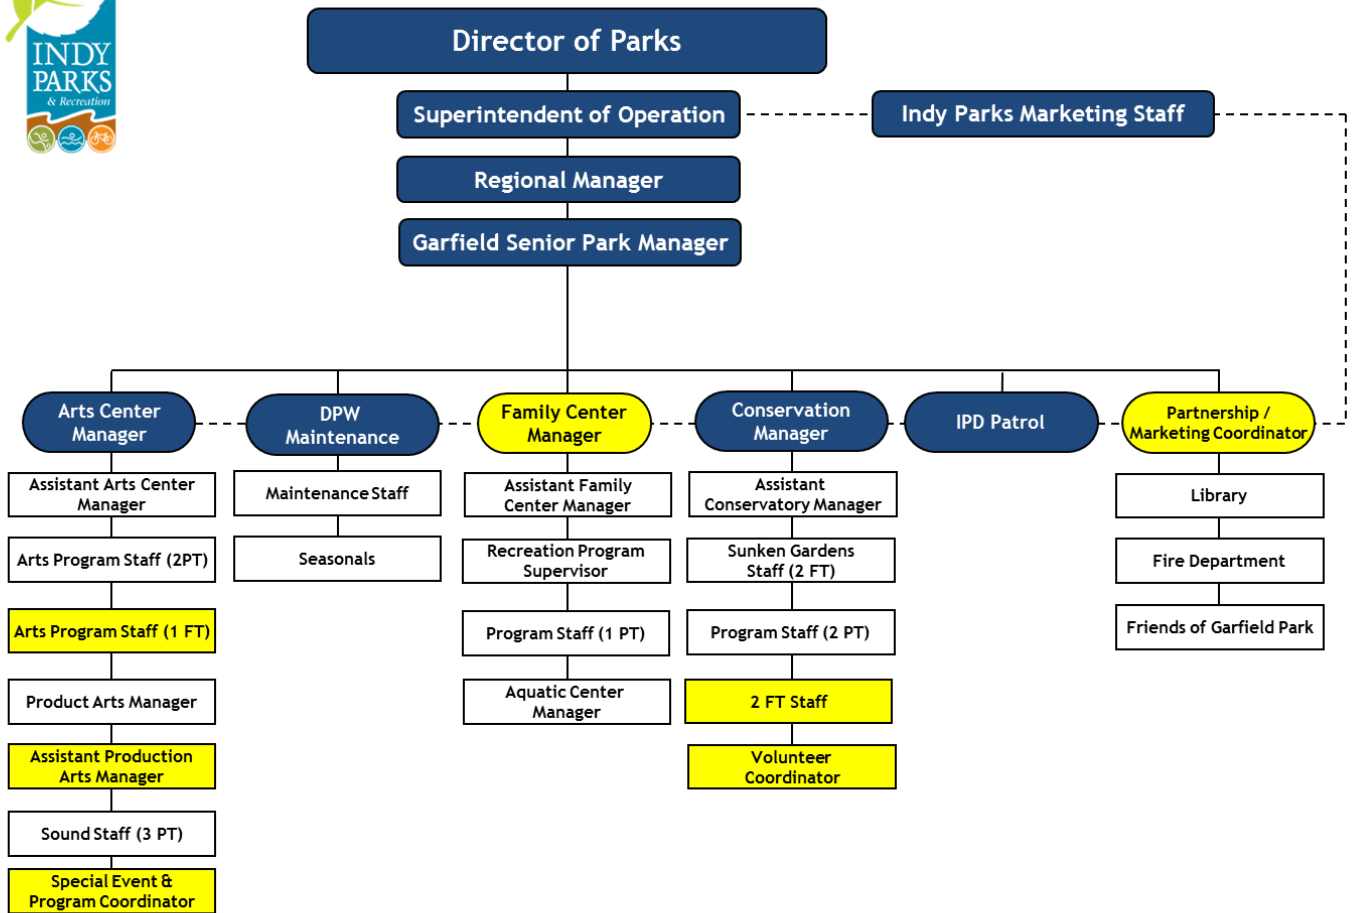 INDY
PARKS
& Recreation
Director of Parks
Superintendent of Operation
Indy Parks Marketing Staff
Regional Manager
Garfield Senior Park Manager
Arts Center
Manager
DPW
Maintenance
Family Center
Manager
Conservation
Manager
IPD Patrol
Partnership /
Marketing Coordinator
Assistant Arts Center
Manager
Arts Program Staff (2PT)
Arts Program Staff (1 FT)
Product Arts Manager
Assistant Production
Arts Manager
Sound Staff (3 PT)
Special Event &
Program Coordinator
Maintenance Staff
Seasonals
Assistant Family
Center Manager
Recreation Program
Supervisor
Program Staff (1 PT)
Aquatic Center
Manager
Assistant
Conservatory Manager
Sunken Gardens
Staff (2 FT)
Program Staff (2 PT)
2 FT Staff
Volunteer
Coordinator
Library
Fire Department
Friends of Garfield Park